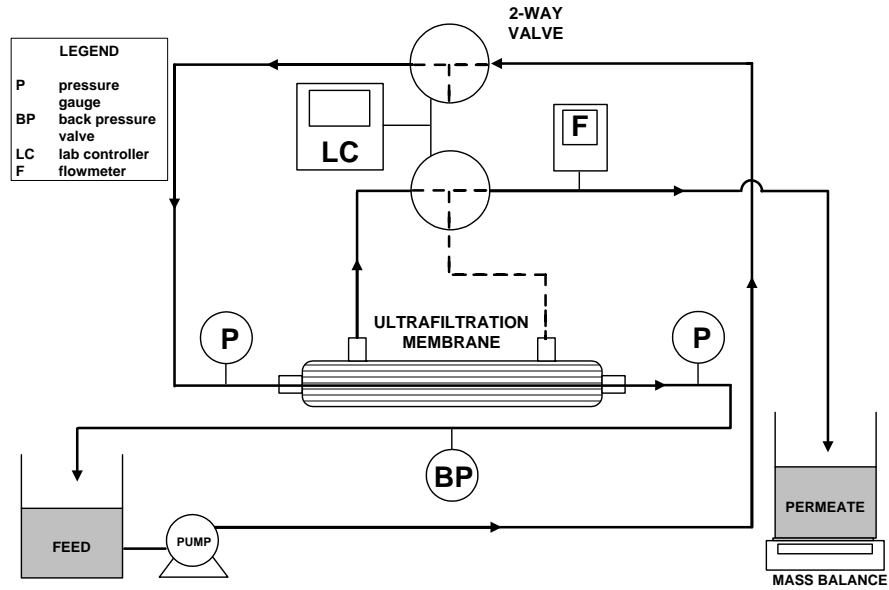 2-WAY
VALVE
LEGEND
P pressure
gauge
BP back pressure
valve
LC lab controller
F flowmeter
LC
F
P
ULTRAFILTRATION
MEMBRANE
P
BP
FEED
PUMP
PERMEATE
MASS BALANCE